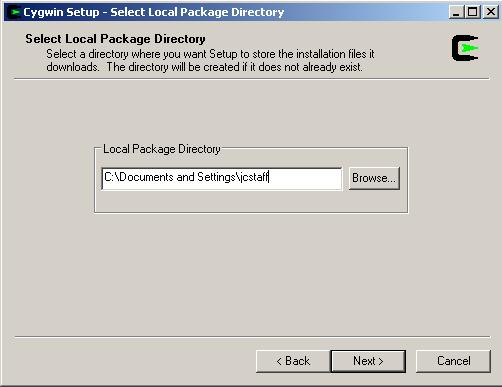 Cygwin Setup - Select Local Package Directory
Select Local Package Directory
Select a directory where you want Setup to store the installation files it
downloads. The directory will be created if it does not already exist.
Local Package Directory
C:\Documents and Settings\jcstaff
Browse...
< Back
Next >
Cancel